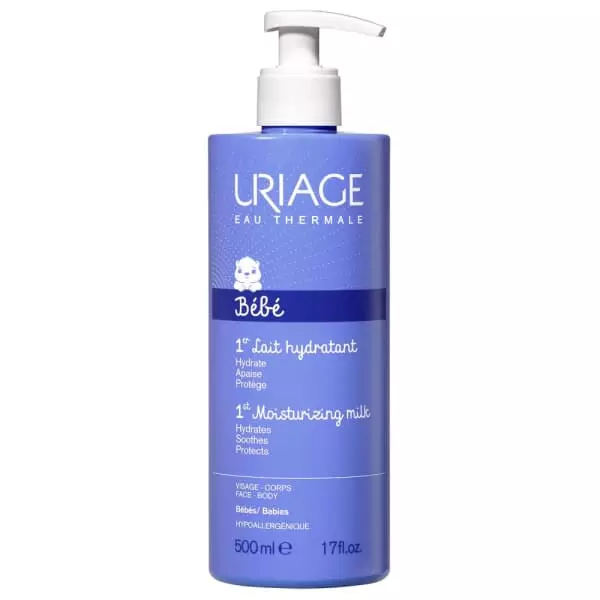 URIAGE
EAU THERMALE
Bébé
1er Lait hydratant
Hydrate
Apaise
Protège
1st Moisturizing milk
Hydrates
Soothes
Protects
VISAGE - CORPS
FACE - BODY
Bébés/ Babies
HYPOALLERGÉNIQUE
500 ml e 17fl.oz.